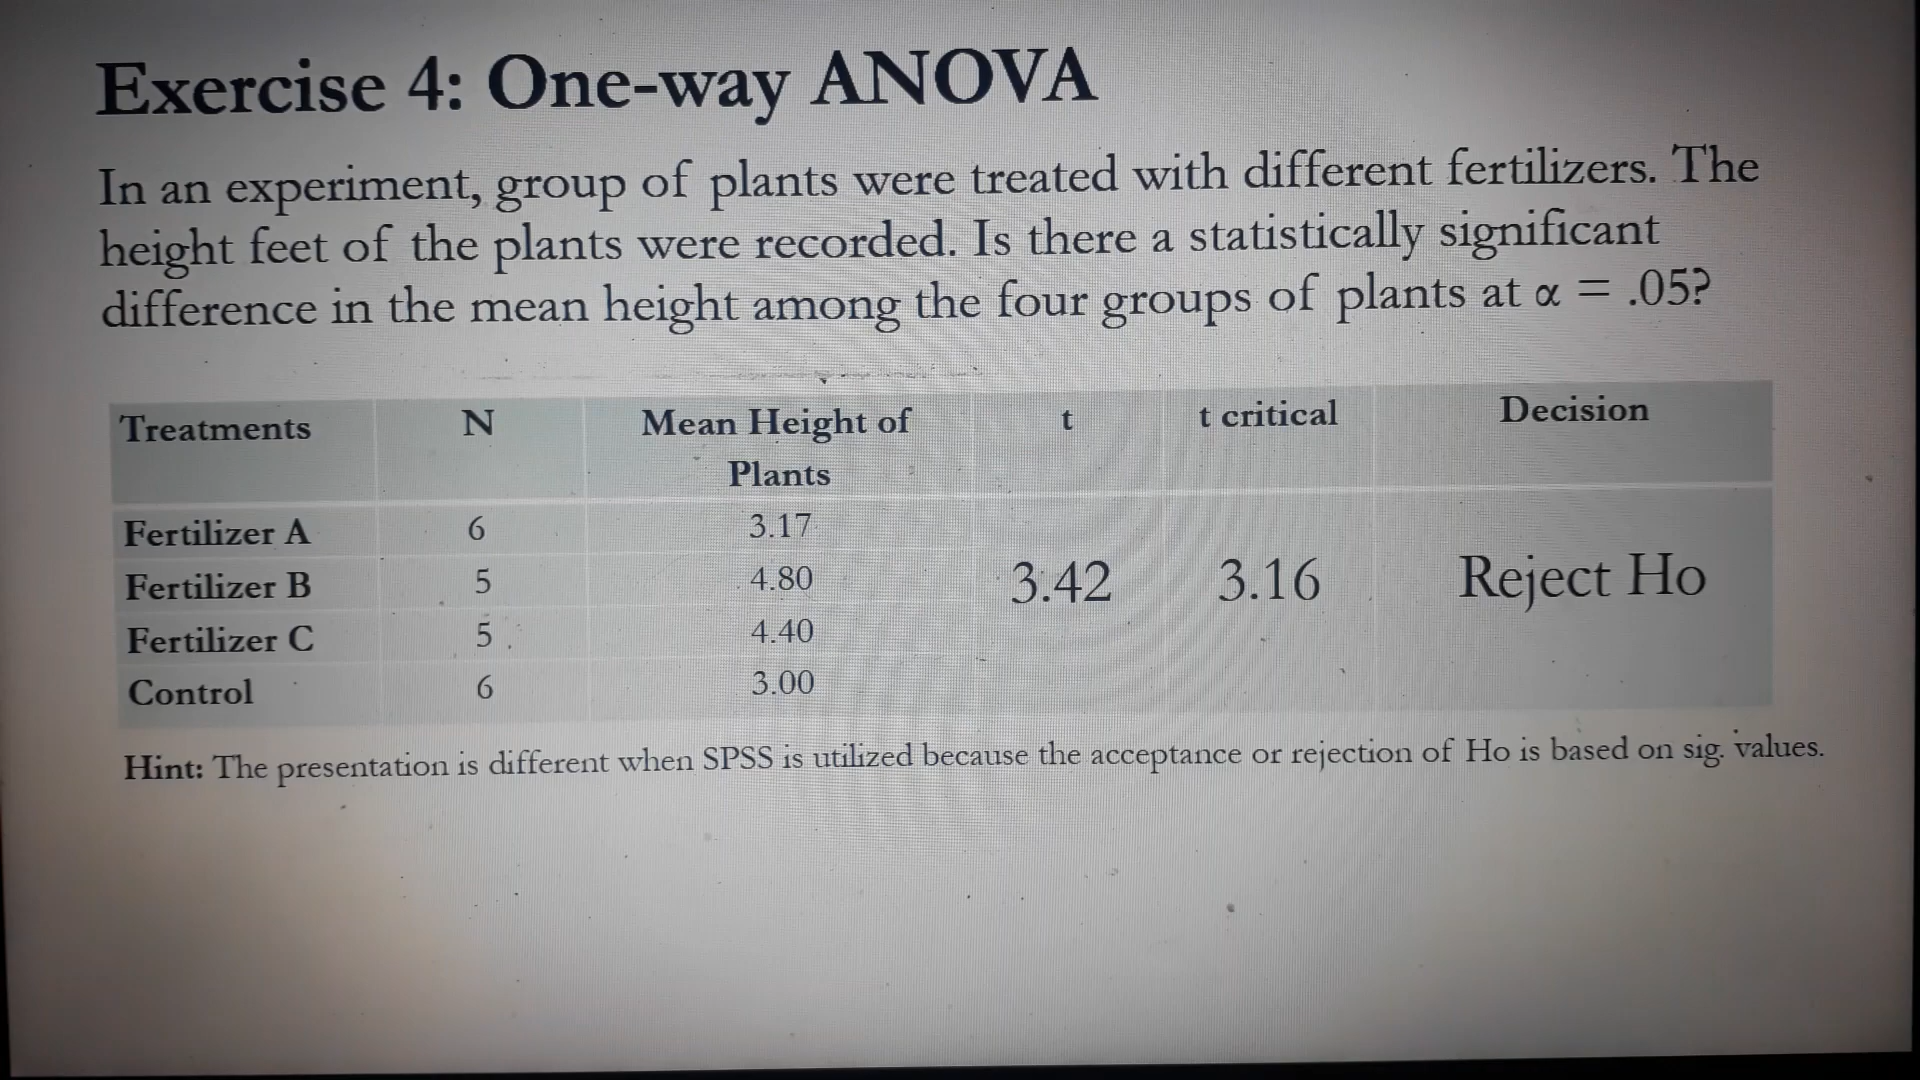 Exercise 4: One-way ANOVA
In an experiment, group of plants were treated with different fertilizers. The
height feet of the plants were recorded. Is there a statistically significant
difference in the mean height among the four groups of plants at α = .05?
Treatments N Mean Height of t t critical Decision
Plants
Fertilizer A 6 3.17
Fertilizer B 5 4.80 3.42 3.16 Reject Ho
Fertilizer C 5 4.40
Control 6 3.00
Hint: The presentation is different when SPSS is utilized because the acceptance or rejection of Ho is based on sig. values.